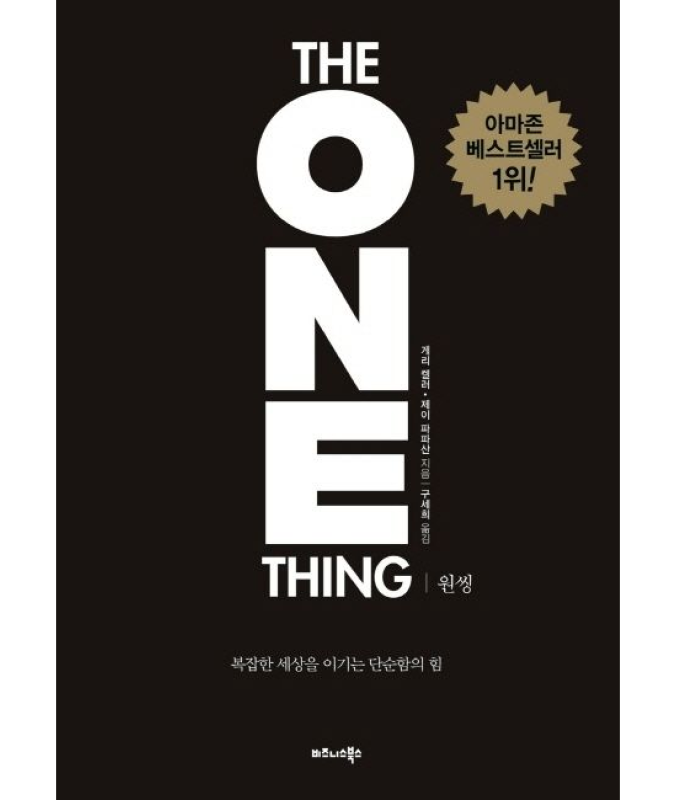 THE
ONE
THING | 원씽
아마존
베스트셀러
1위!
게리 켈러 · 제이 파파산 지음 | 구세희 옮김
복잡한 세상을 이기는 단순함의 힘
비즈니스북스